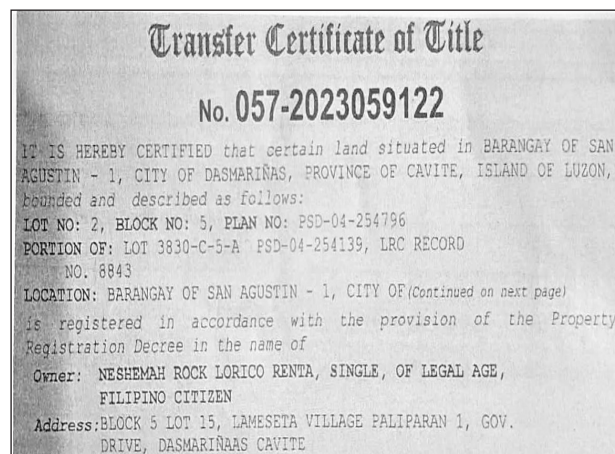 Transfer Certificate of Title
No. 057-2023059122
IT IS HEREBY CERTIFIED that certain land situated in BARANGAY OF SAN
AGUSTIN - 1, CITY OF DASMARIÑAS, PROVINCE OF CAVITE, ISLAND OF LUZON,
bounded and described as follows:
LOT NO: 2, BLOCK NO: 5, PLAN NO: PSD-04-254796
PORTION OF: LOT 3830-C-5-A PSD-04-254139, LRC RECORD
NO. 8843
LOCATION: BARANGAY OF SAN AGUSTIN - 1, CITY OF(Continued on next page)
is registered in accordance with the provision of the Property
Registration Decree in the name of
Owner: NESHEMAH ROCK LORICO RENTA, SINGLE, OF LEGAL AGE,
FILIPINO CITIZEN
Address:BLOCK 5 LOT 15, LAMESETA VILLAGE PALIPARAN 1, GOV.
DRIVE, DASMARIÑAAS CAVITE